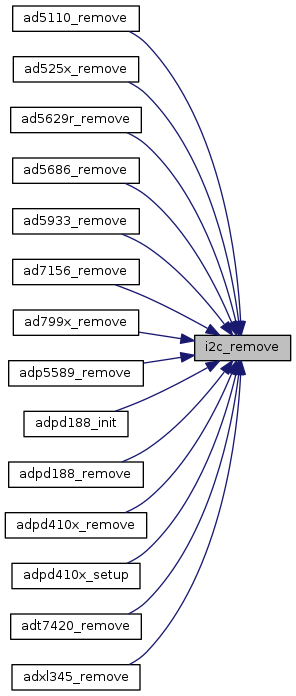 ad5110_remove
ad525x_remove
ad5629r_remove
ad5686_remove
ad5933_remove
ad7156_remove
ad799x_remove
i2c_remove
adp5589_remove
adpd188_init
adpd188_remove
adpd410x_remove
adpd410x_setup
adt7420_remove
adxl345_remove